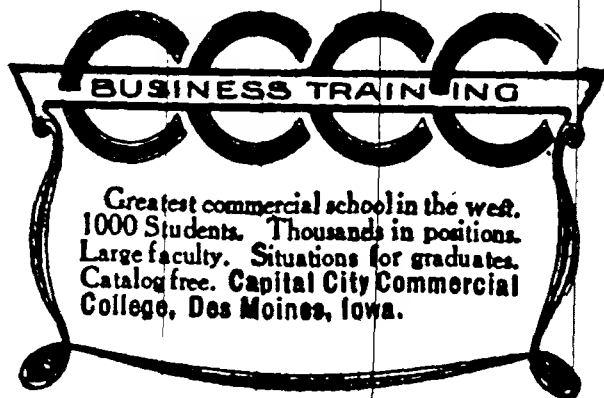 CCCC
BUSINESS TRAINING
Greatest commercial school in the west.
1000 Students. Thousands in positions.
Large faculty. Situations for graduates.
Catalog free. Capital City Commercial
College, Des Moines, Iowa.